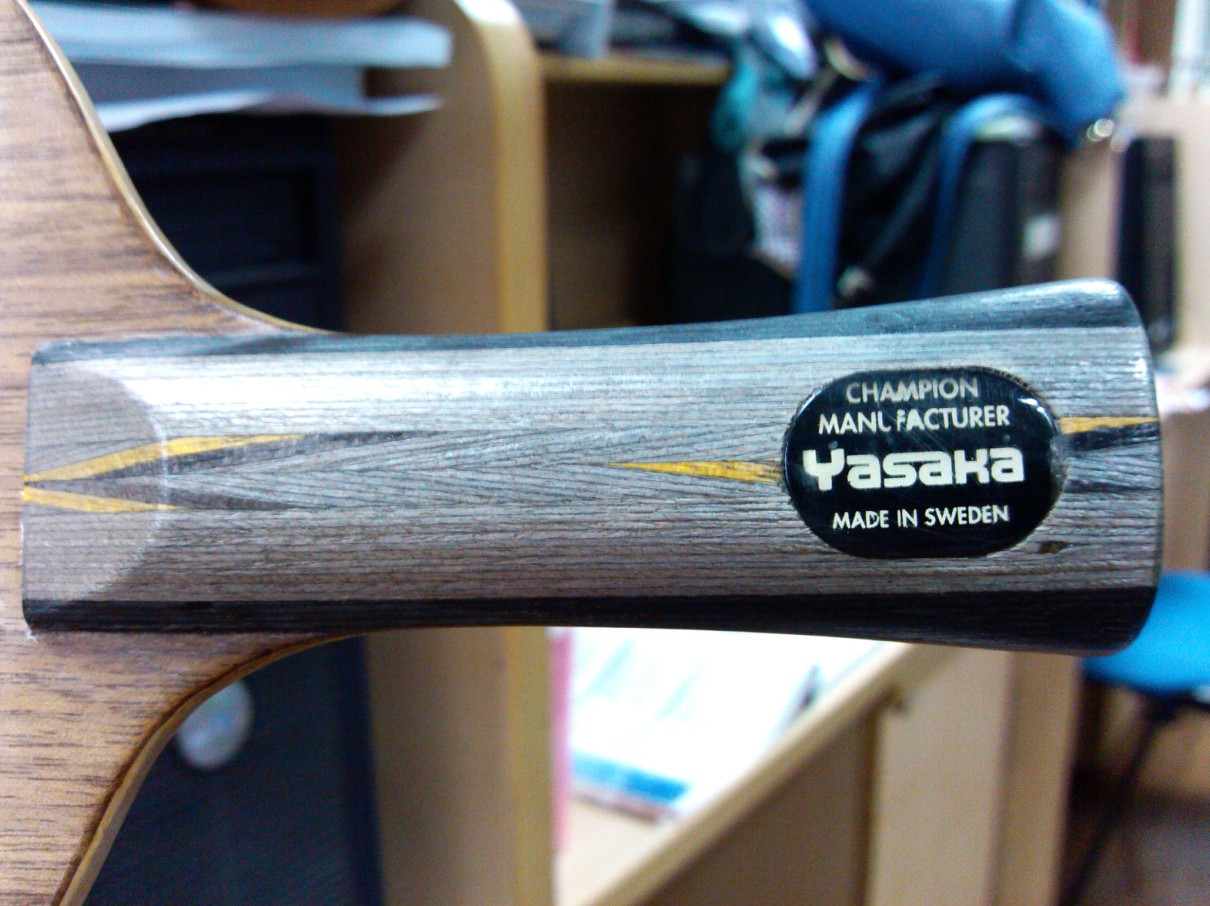 CHAMPION
MANUFACTURER
Yasaka
MADE IN SWEDEN